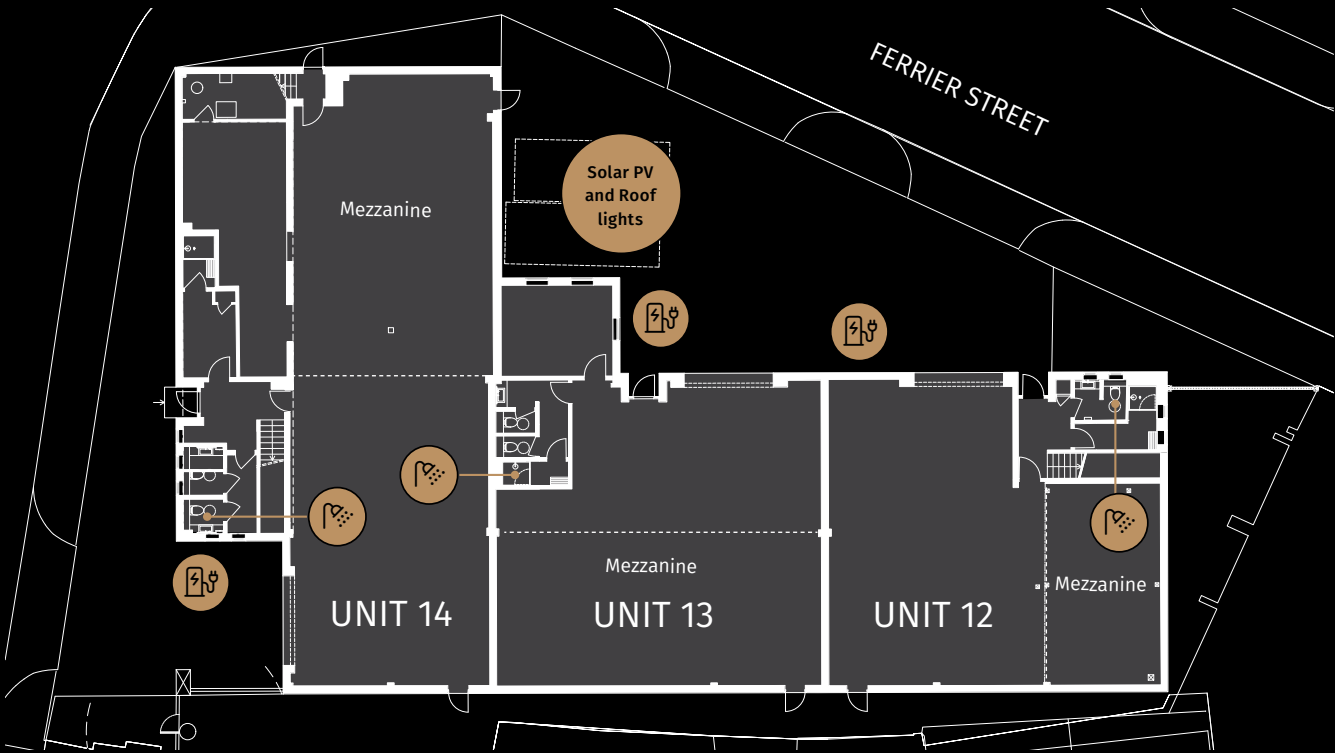 FERRIER STREET
Solar PV
and Roof
lights
Mezzanine
Mezzanine
Mezzanine
UNIT 14
UNIT 13
UNIT 12